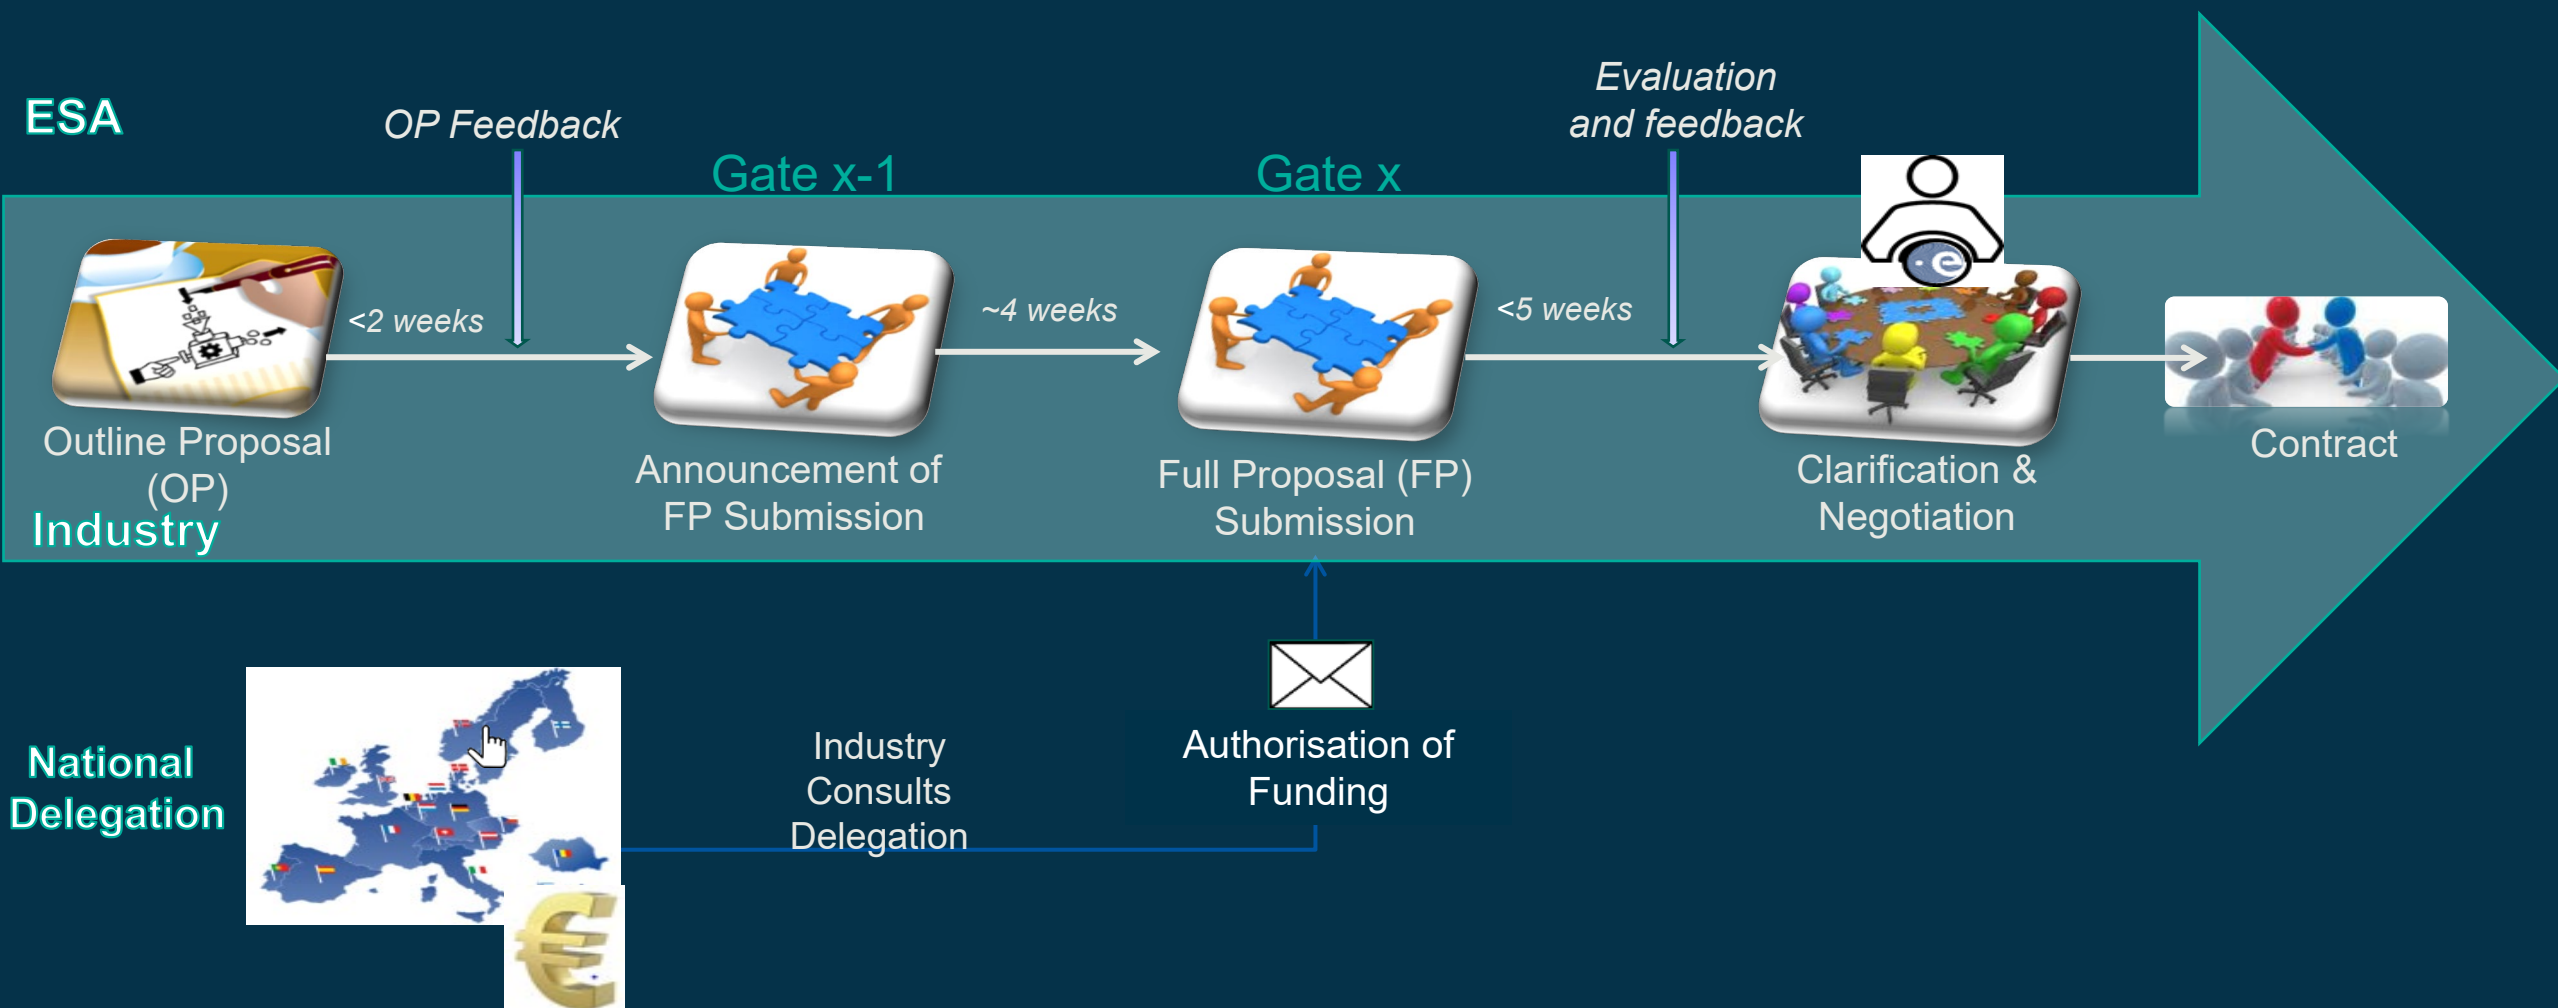 ESA
OP Feedback
Evaluation
and feedback
Gate x-1
Gate x
<2 weeks
~4 weeks
<5 weeks
Outline Proposal
(OP)
Announcement of
FP Submission
Full Proposal (FP)
Submission
Clarification &
Negotiation
Contract
Industry
National
Delegation
Industry
Consults
Delegation
Authorisation of
Funding